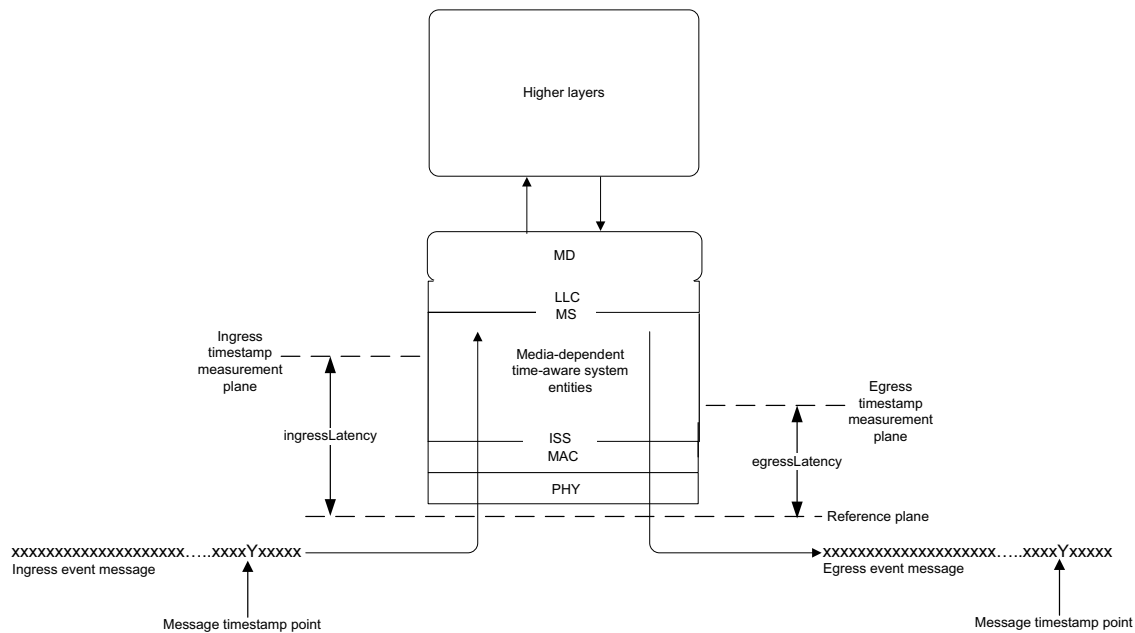 Higher layers
MD
LLC
MS
Ingress
timestamp
measurement
plane
Media-dependent
time-aware system
entities
Egress
timestamp
measurement
plane
ingressLatency
ISS
MAC
egressLatency
PHY
Reference plane
xxxxxxxxxxxxxxxxxxxx…..xxxxYxxxxx
Ingress event message
Message timestamp point
xxxxxxxxxxxxxxxxxxxx…..xxxxYxxxxx
Egress event message
Message timestamp point